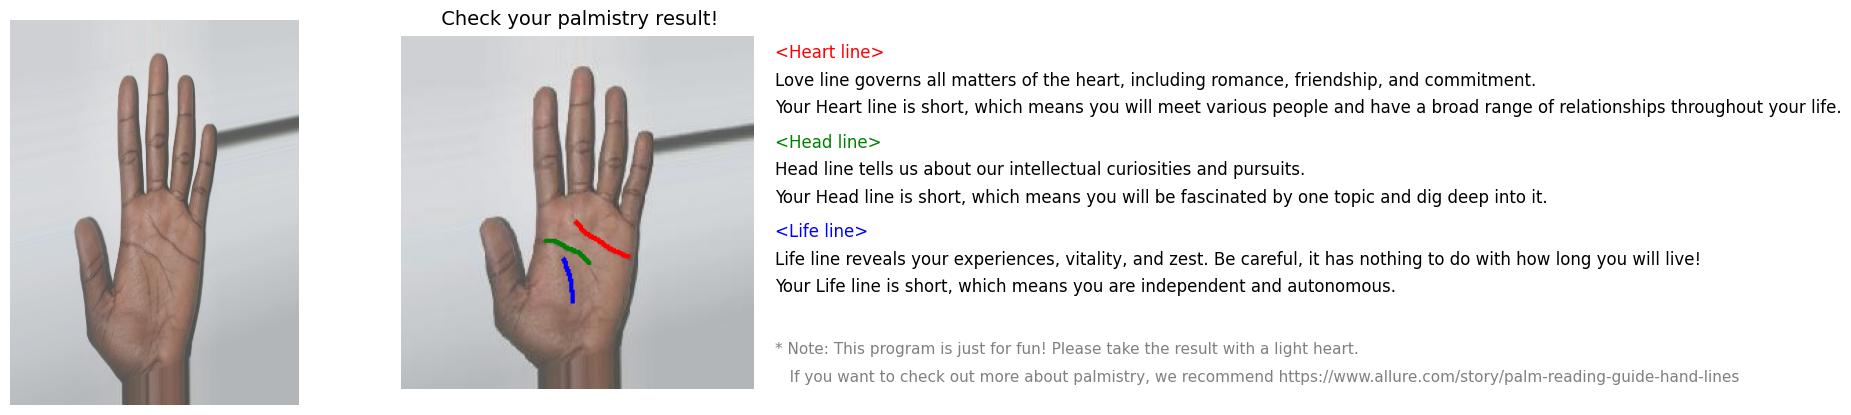 Check your palmistry result!
<Heart line>
Love line governs all matters of the heart, including romance, friendship, and commitment.
Your Heart line is short, which means you will meet various people and have a broad range of relationships throughout your life.
<Head line>
Head line tells us about our intellectual curiosities and pursuits.
Your Head line is short, which means you will be fascinated by one topic and dig deep into it.
<Life line>
Life line reveals your experiences, vitality, and zest. Be careful, it has nothing to do with how long you will live!
Your Life line is short, which means you are independent and autonomous.
* Note: This program is just for fun! Please take the result with a light heart.
If you want to check out more about palmistry, we recommend https://www.allure.com/story/palm-reading-guide-hand-lines